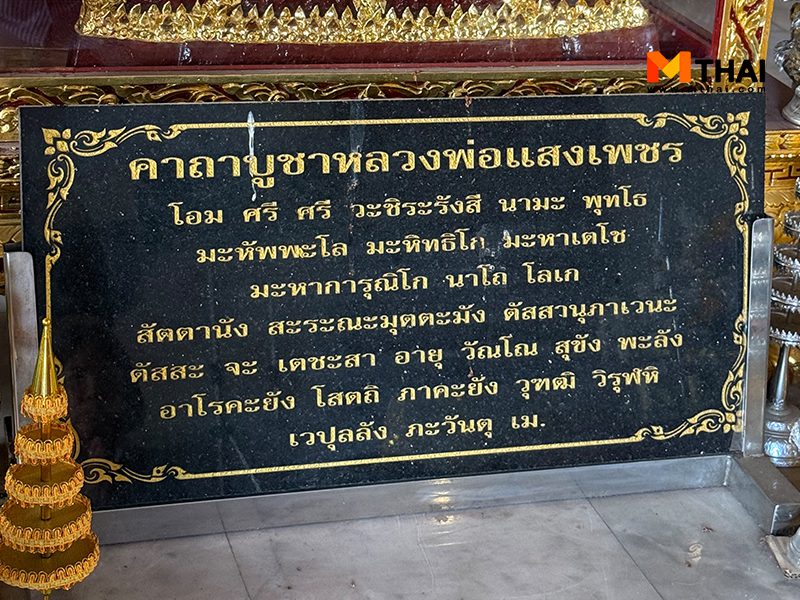 MTHAI
คาถาบูชาหลวงพ่อแสงเพชร
โอม ศรี ศรี วะชิระรังสี นามะ พุทโธ
มะหัพพะโล มะหิทธิโก มะหาเตโช
มะหาการุณิโก นาโถ โลเก
สัตตานัง สะระณะมุตตะมัง ตัสสวนุภาเวนะ
ตัสสะ จะ เตชะสา อายุ วัณโณ สุขัง พะลัง
อาโรคะยัง โสตถิ ภาคะยัง วุฑฒิ วิรุฬหิ
เวปุลลัง ภะวันตุ เม.